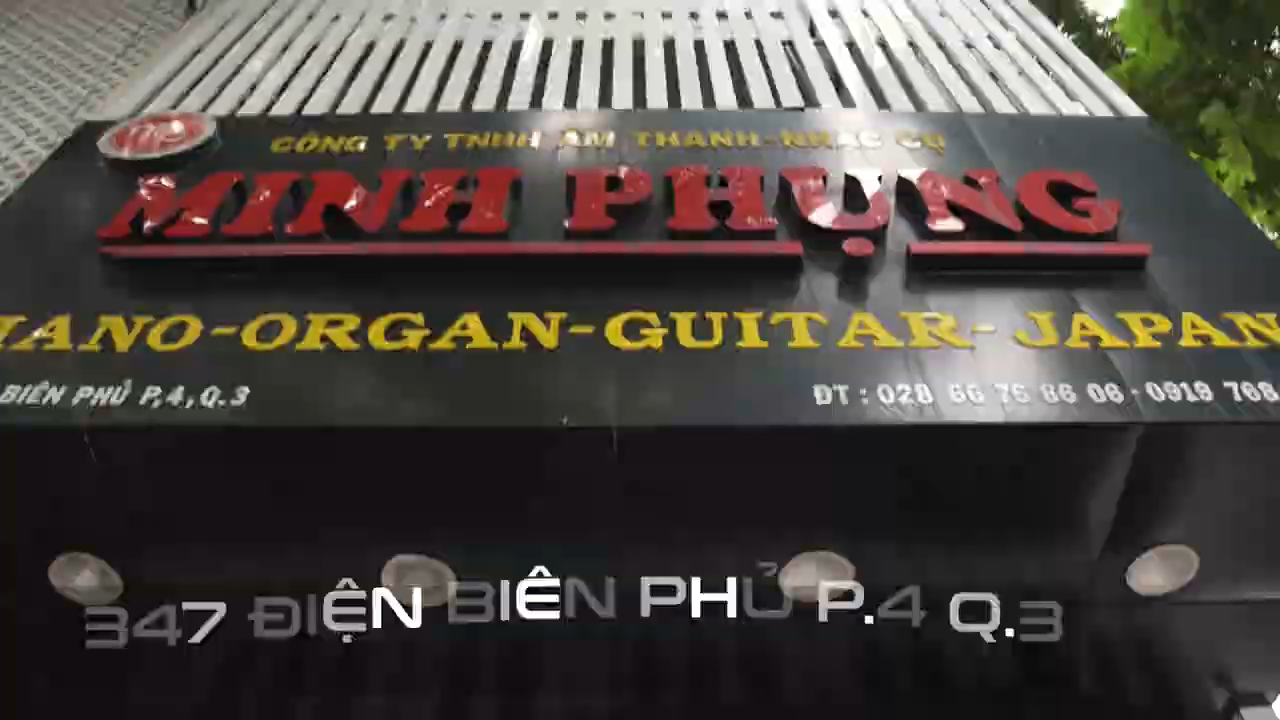 MP
CÔNG TY TNHH ÂM THANH-NHẠC CỤ
MINH PHỤNG
IANO-ORGAN-GUITAR-JAPAN
BIÊN PHỦ P,4,Q.3
ĐT : 028 66 75 86 06 - 0919 768
347 ĐIỆN BIÊN PHỦ P.4 Q.3